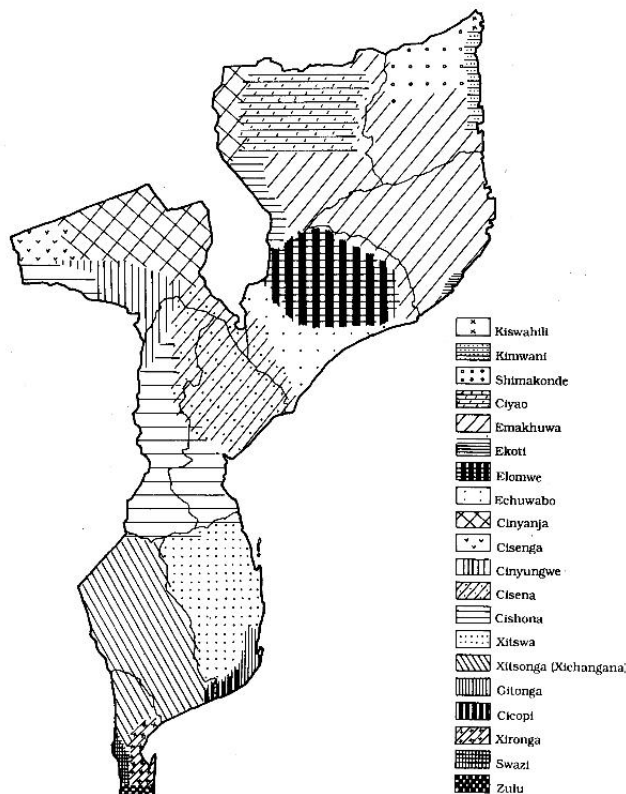 Kiswahili
Kimwani
Shimakonde
Ciyao
Emakhuwa
Ekoti
Elomwe
Echuwabo
Cinyanja
Cisenga
Cinyungwe
Cisena
Cishona
Xitswa
Xitsonga (Xichangana)
Gitonga
Cicopi
Xironga
Swazi
Zulu